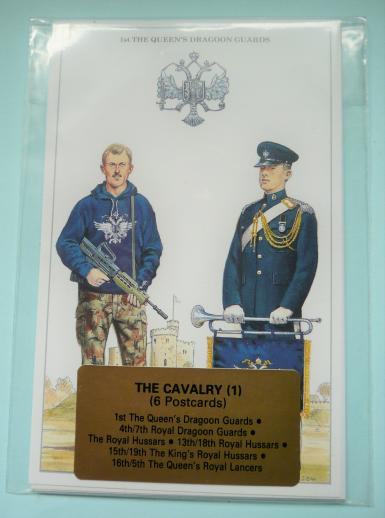 1st THE QUEEN'S DRAGOON GUARDS
THE CAVALRY (1)
(6 Postcards)
1st The Queen's Dragoon Guards ●
4th/7th Royal Dragoon Guards ●
The Royal Hussars ● 13th/18th Royal Hussars ●
15th/19th The King's Royal Hussars ●
16th/5th The Queen's Royal Lancers